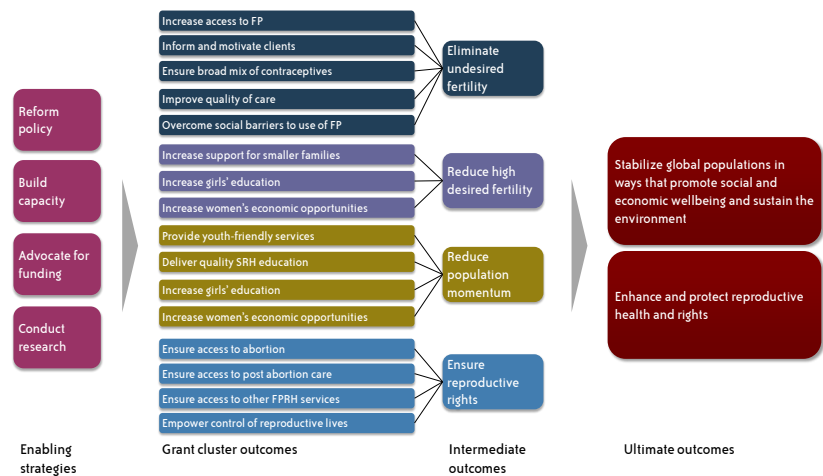 Reform
policy
Build
capacity
Advocate for
funding
Conduct
research
Enabling
strategies
Increase access to FP
Inform and motivate clients
Ensure broad mix of contraceptives
Improve quality of care
Overcome social barriers to use of FP
Increase support for smaller families
Increase girls' education
Increase women's economic opportunities
Provide youth-friendly services
Deliver quality SRH education
Increase girls' education
Increase women's economic opportunities
Ensure access to abortion
Ensure access to post abortion care
Ensure access to other FPRH services
Empower control of reproductive lives
Grant cluster outcomes
Eliminate
undesired
fertility
Reduce high
desired fertility
Reduce
population
momentum
Ensure
reproductive
rights
Intermediate
outcomes
Stabilize global populations in
ways that promote social and
economic wellbeing and sustain the
environment
Enhance and protect reproductive
health and rights
Ultimate outcomes